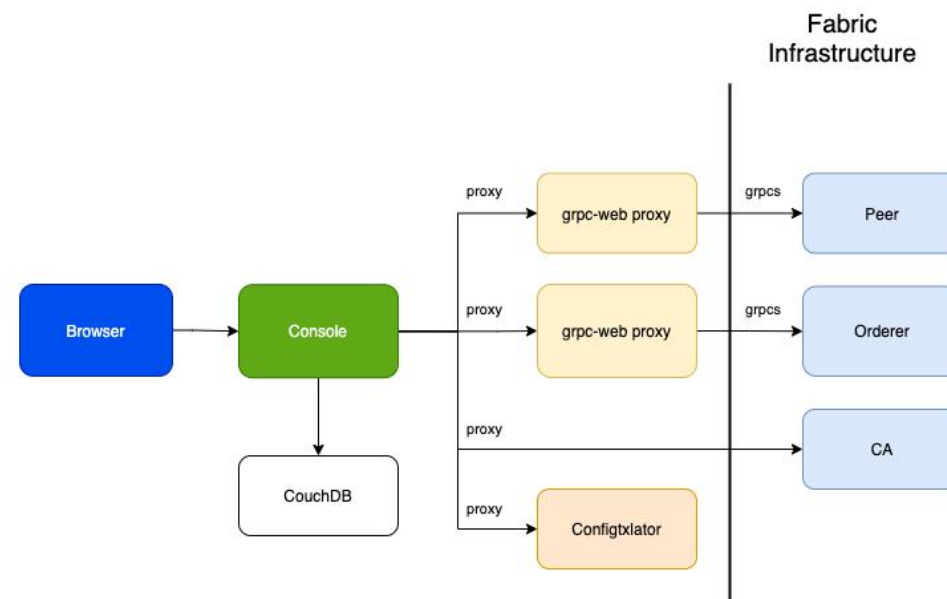 Fabric
Infrastructure
proxy
grpc-web proxy
grpcs
Peer
Browser
Console
proxy
grpc-web proxy
grpcs
Orderer
proxy
CA
CouchDB
proxy
Configtxlator